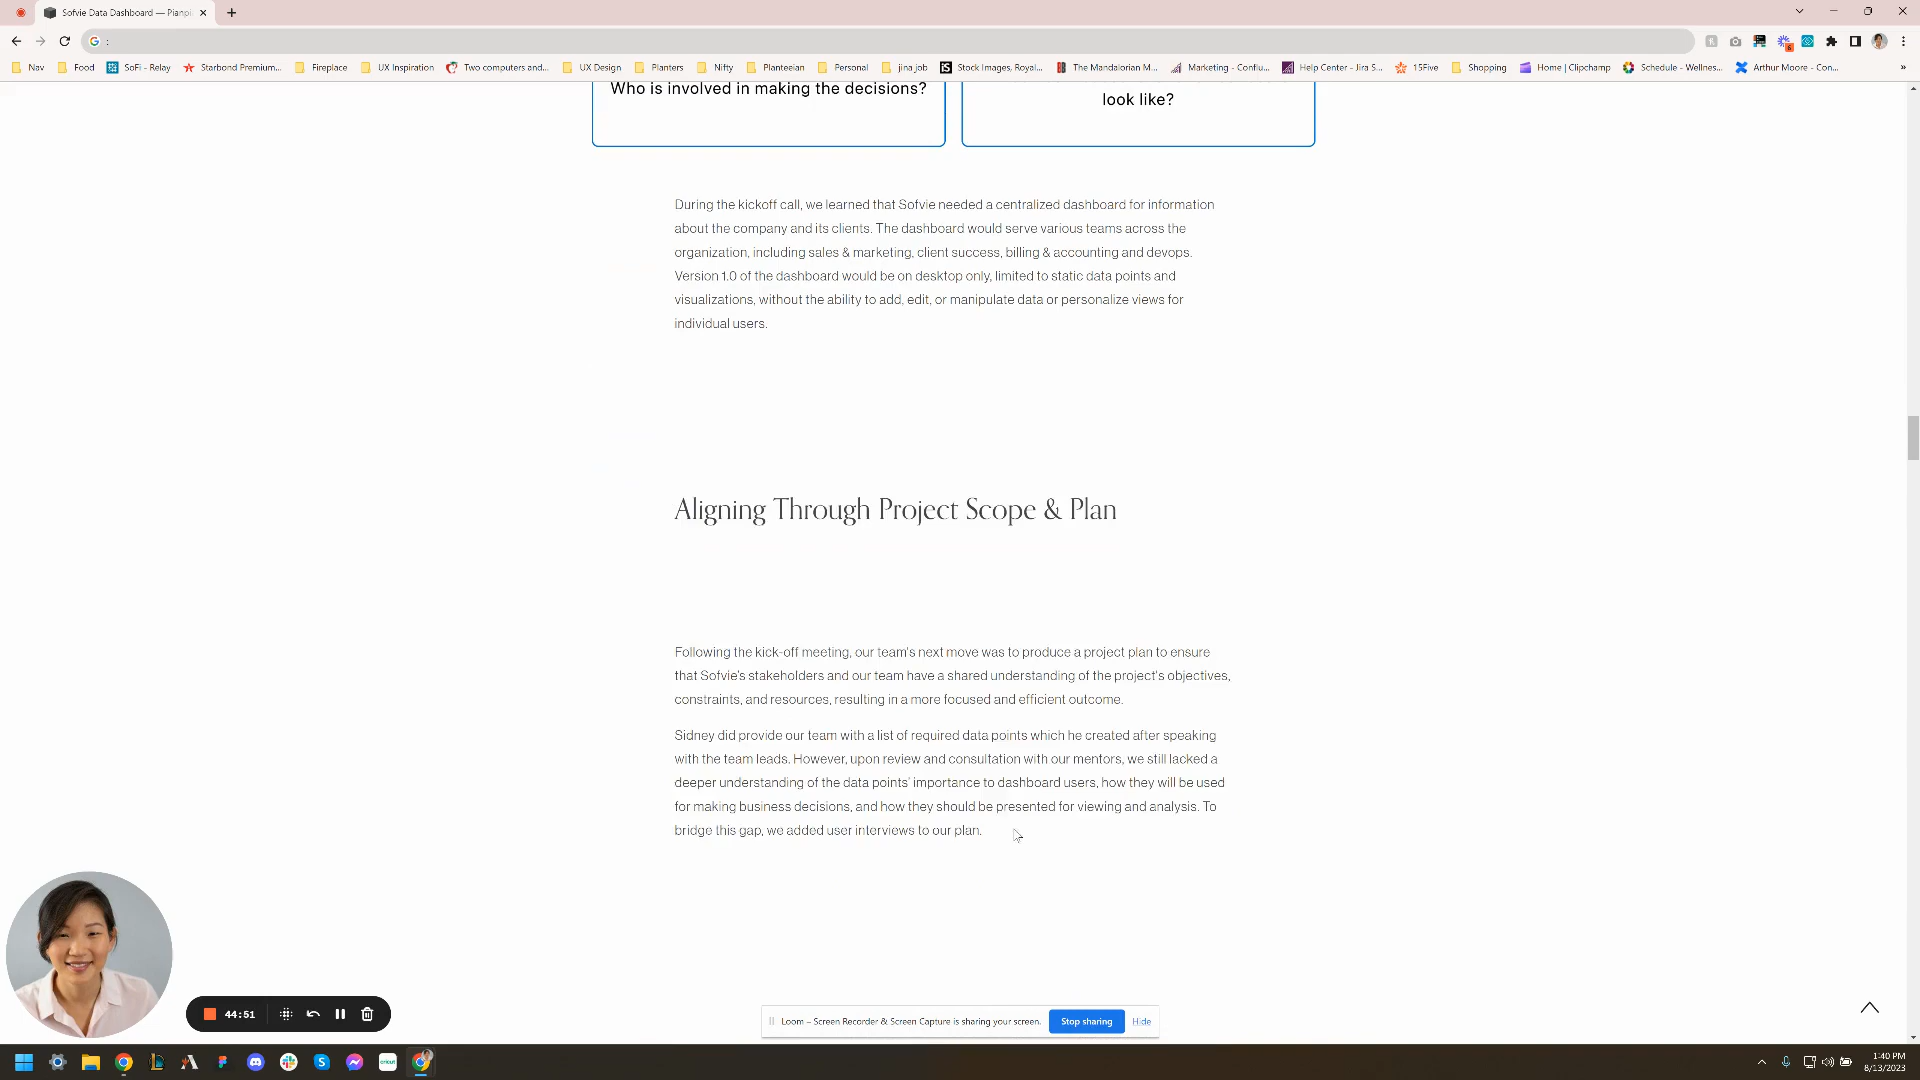 Sofvie Data Dashboard — Pianpi
:
Nav
Food
SoFi - Relay
Starbond Premium...
Fireplace
UX Inspiration
Two computers and...
UX Design
Planters
Nifty
Planteeian
Personal
jina job
Stock Images, Royal...
The Mandalorian M...
Marketing - Conflu...
Help Center - Jira S...
15Five
Shopping
Home | Clipchamp
Schedule - Wellnes...
Arthur Moore - Con...
»
Who is involved in making the decisions?
look like?
During the kickoff call, we learned that Sofvie needed a centralized dashboard for information
about the company and its clients. The dashboard would serve various teams across the
organization, including sales & marketing, client success, billing & accounting and devops.
Version 1.0 of the dashboard would be on desktop only, limited to static data points and
visualizations, without the ability to add, edit, or manipulate data or personalize views for
individual users.
Aligning Through Project Scope & Plan
Following the kick-off meeting, our team's next move was to produce a project plan to ensure
that Sofvie's stakeholders and our team have a shared understanding of the project's objectives,
constraints, and resources, resulting in a more focused and efficient outcome.
Sidney did provide our team with a list of required data points which he created after speaking
with the team leads. However, upon review and consultation with our mentors, we still lacked a
deeper understanding of the data points' importance to dashboard users, how they will be used
for making business decisions, and how they should be presented for viewing and analysis. To
bridge this gap, we added user interviews to our plan.
44:51
Loom – Screen Recorder & Screen Capture is sharing your screen.
Stop sharing
Hide
1:40 PM
8/13/2023